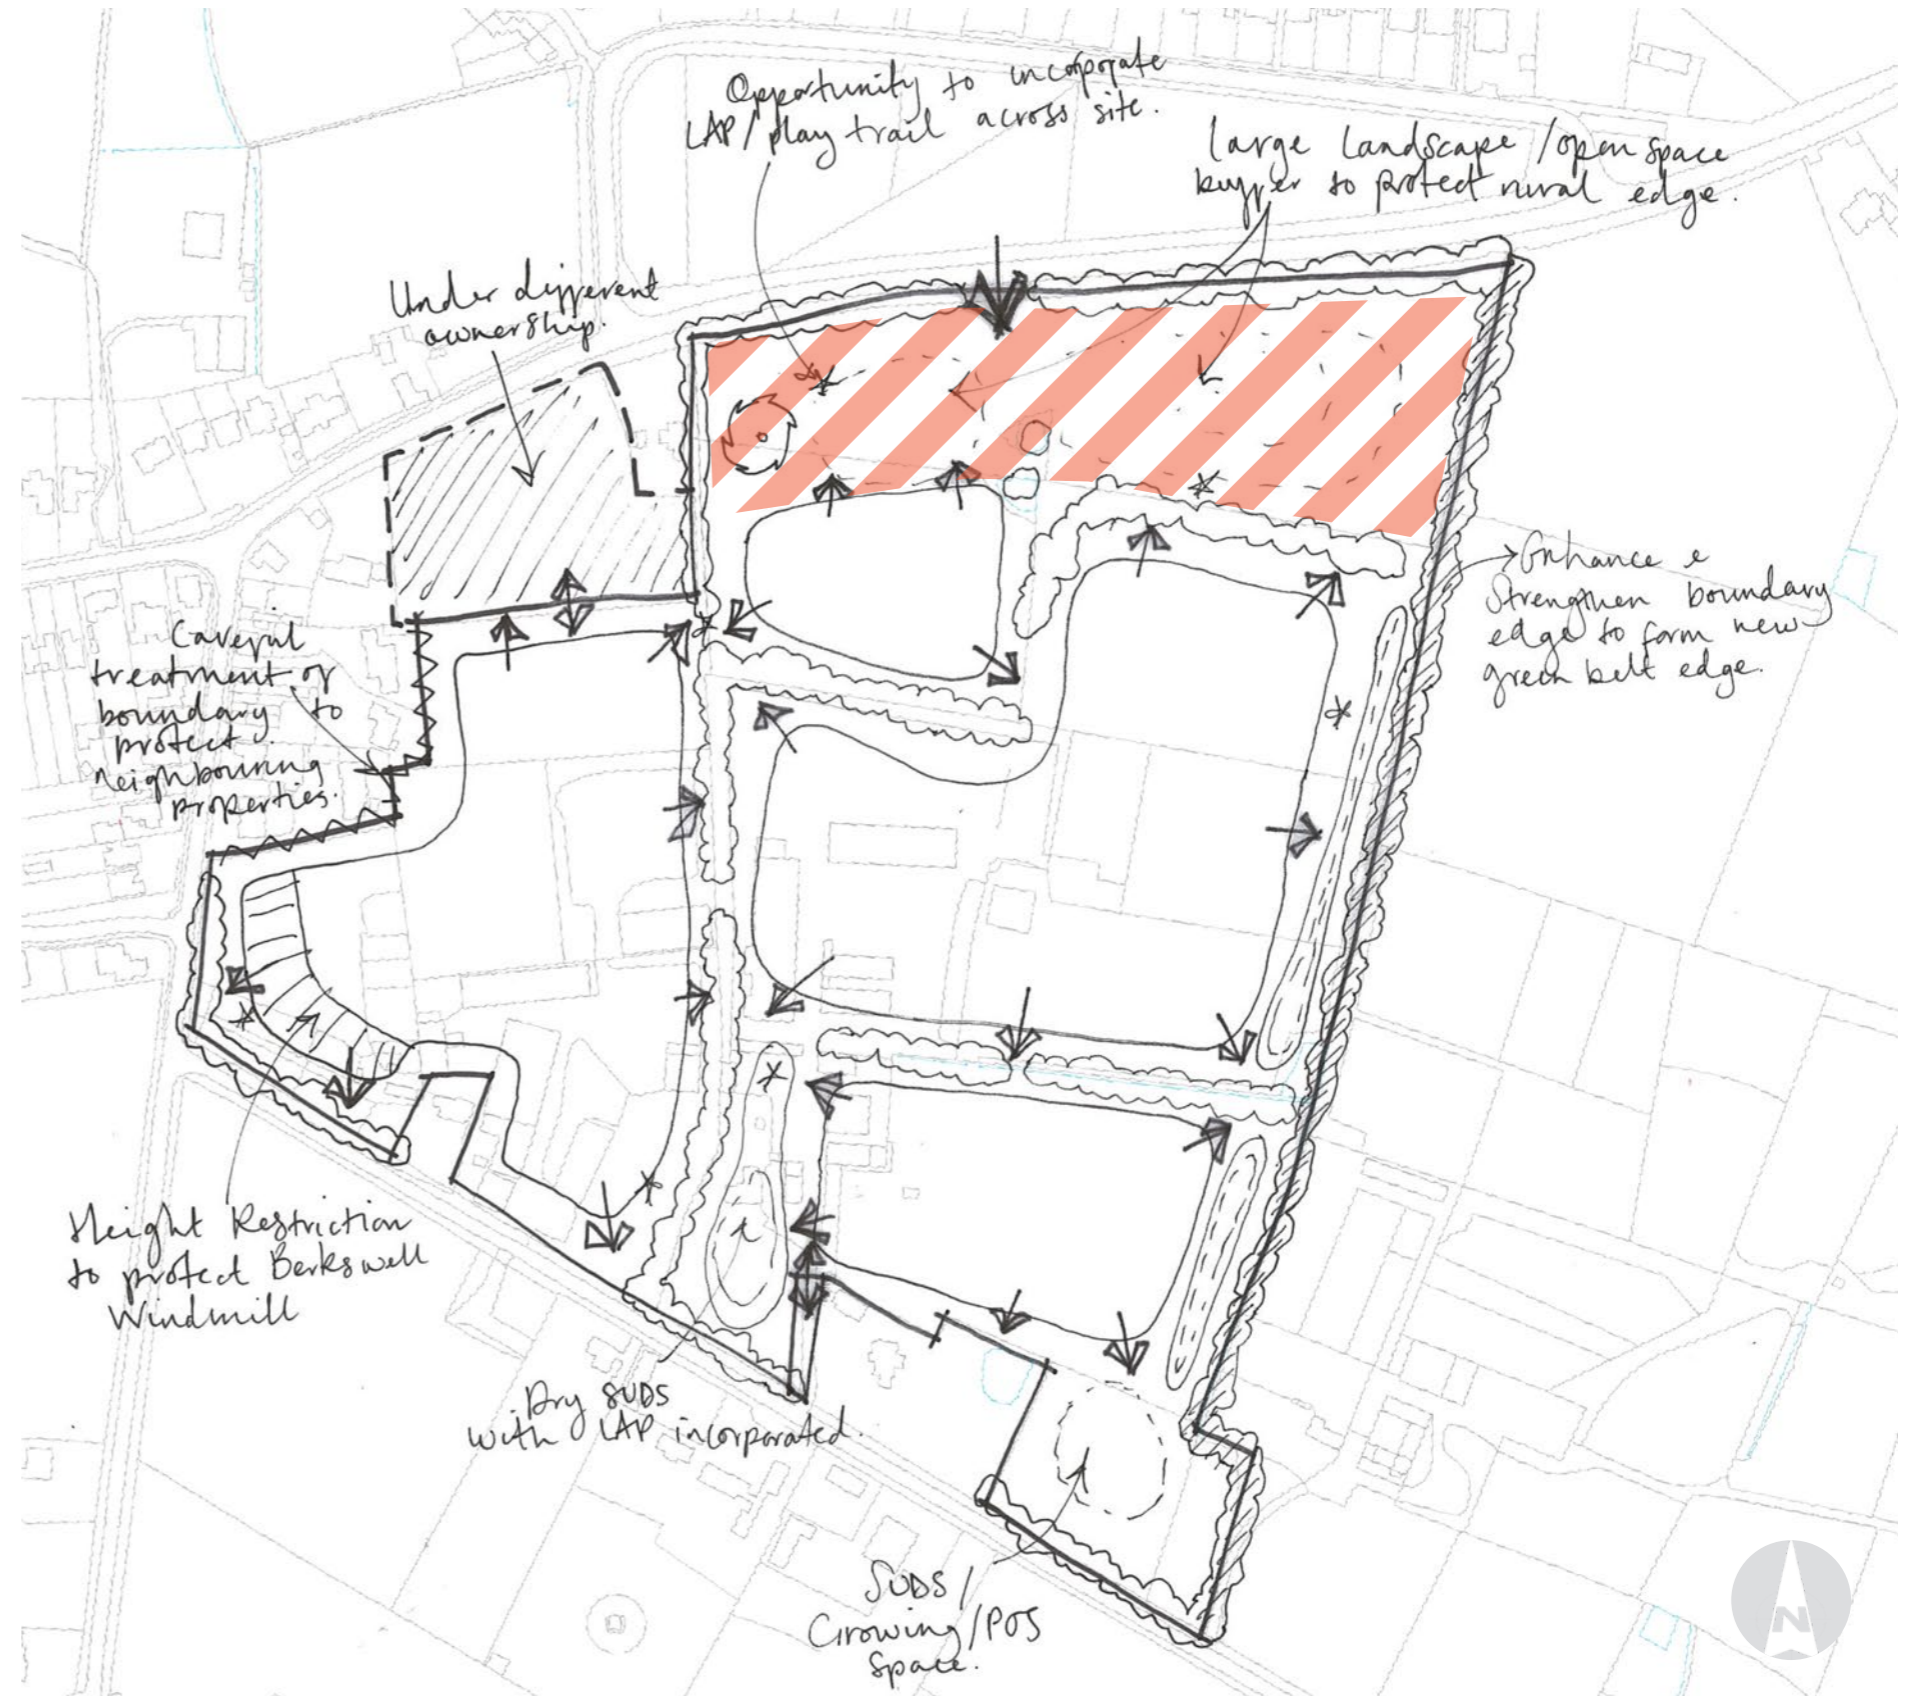 Opportunity to incorporate
LAP/play trail across site.
Large Landscape/open space
buffer to protect rural edge.
Under different
ownership.
Enhance &
Strengthen boundary
edge to form new
green belt edge.
Careful
treatment of
boundary to
protect
neighbouring
properties.
Height Restriction
to protect Berkswell
Windmill
Dry SUDS
with LAP incorporated.
SUDS/
Growing/POS
Space.
N